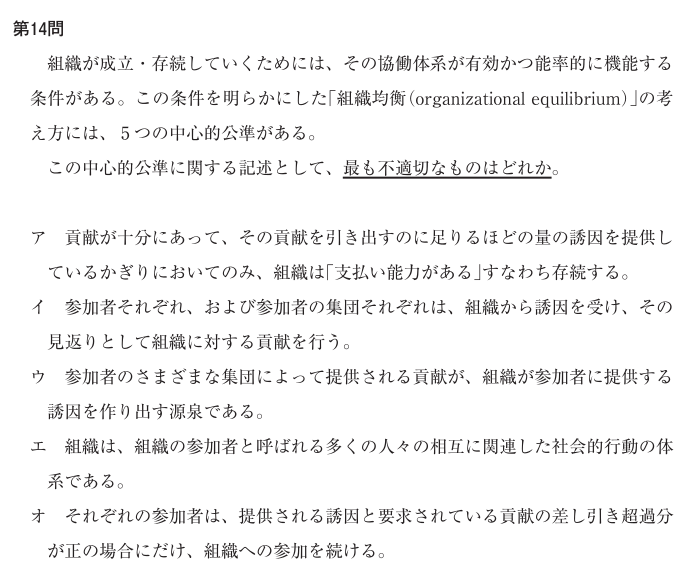 第14問
組織が成立・存続していくためには、その協働体系が有効かつ能率的に機能する
条件がある。この条件を明らかにした「組織均衡(organizational equilibrium)」の考
え方には、5つの中心的公準がある。
この中心的公準に関する記述として、最も不適切なものはどれか。
ア 貢献が十分にあって、その貢献を引き出すのに足りるほどの量の誘因を提供し
ているかぎりにおいてのみ、組織は「支払い能力がある」すなわち存続する。
イ 参加者それぞれ、および参加者の集団それぞれは、組織から誘因を受け、その
見返りとして組織に対する貢献を行う。
ウ 参加者のさまざまな集団によって提供される貢献が、組織が参加者に提供する
誘因を作り出す源泉である。
エ 組織は、組織の参加者と呼ばれる多くの人々の相互に関連した社会的行動の体
系である。
オ それぞれの参加者は、提供される誘因と要求されている貢献の差し引き超過分
が正の場合にだけ、組織への参加を続ける。